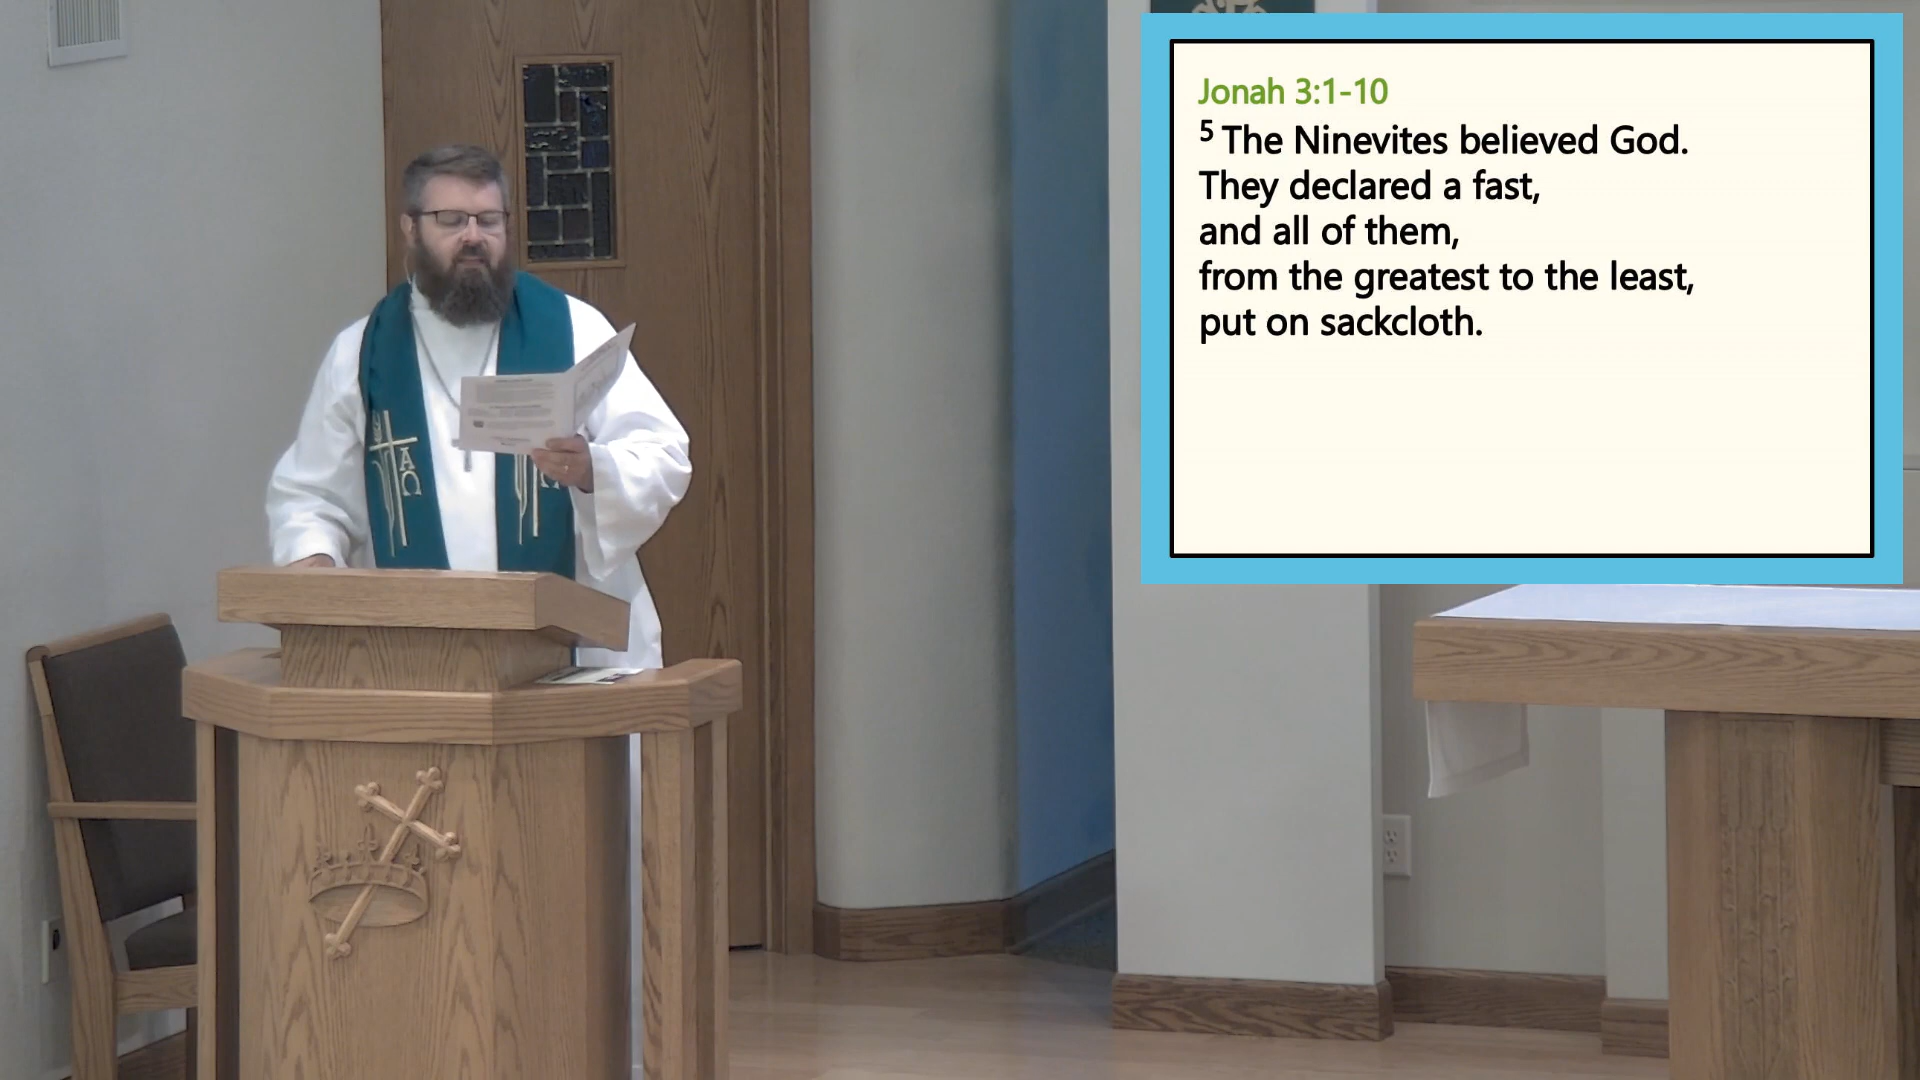 Jonah 3:1-10
5 The Ninevites believed God.
They declared a fast,
and all of them,
from the greatest to the least,
put on sackcloth.
Α
Ω